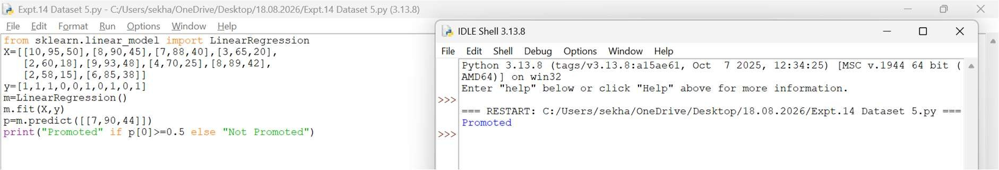 Expt.14 Dataset 5.py - C:/Users/sekha/OneDrive/Desktop/18.08.2026/Expt.14 Dataset 5.py (3.13.8)
File Edit Format Run Options Window Help
from sklearn.linear_model import LinearRegression
X=[[10,95,50],[8,90,45],[7,88,40],[3,65,20],
   [2,60,18],[9,93,48],[4,70,25],[8,89,42],
   [2,58,15],[6,85,38]]
y=[1,1,1,0,0,1,0,1,0,1]
m=LinearRegression()
m.fit(X,y)
p=m.predict([[7,90,44]])
print("Promoted" if p[0]>=0.5 else "Not Promoted")
IDLE Shell 3.13.8
File Edit Shell Debug Options Window Help
Python 3.13.8 (tags/v3.13.8:a15ae61, Oct  7 2025, 12:34:25) [MSC v.1944 64 bit (
AMD64)] on win32
Enter "help" below or click "Help" above for more information.
>>>
=== RESTART: C:/Users/sekha/OneDrive/Desktop/18.08.2026/Expt.14 Dataset 5.py ===
Promoted
>>>